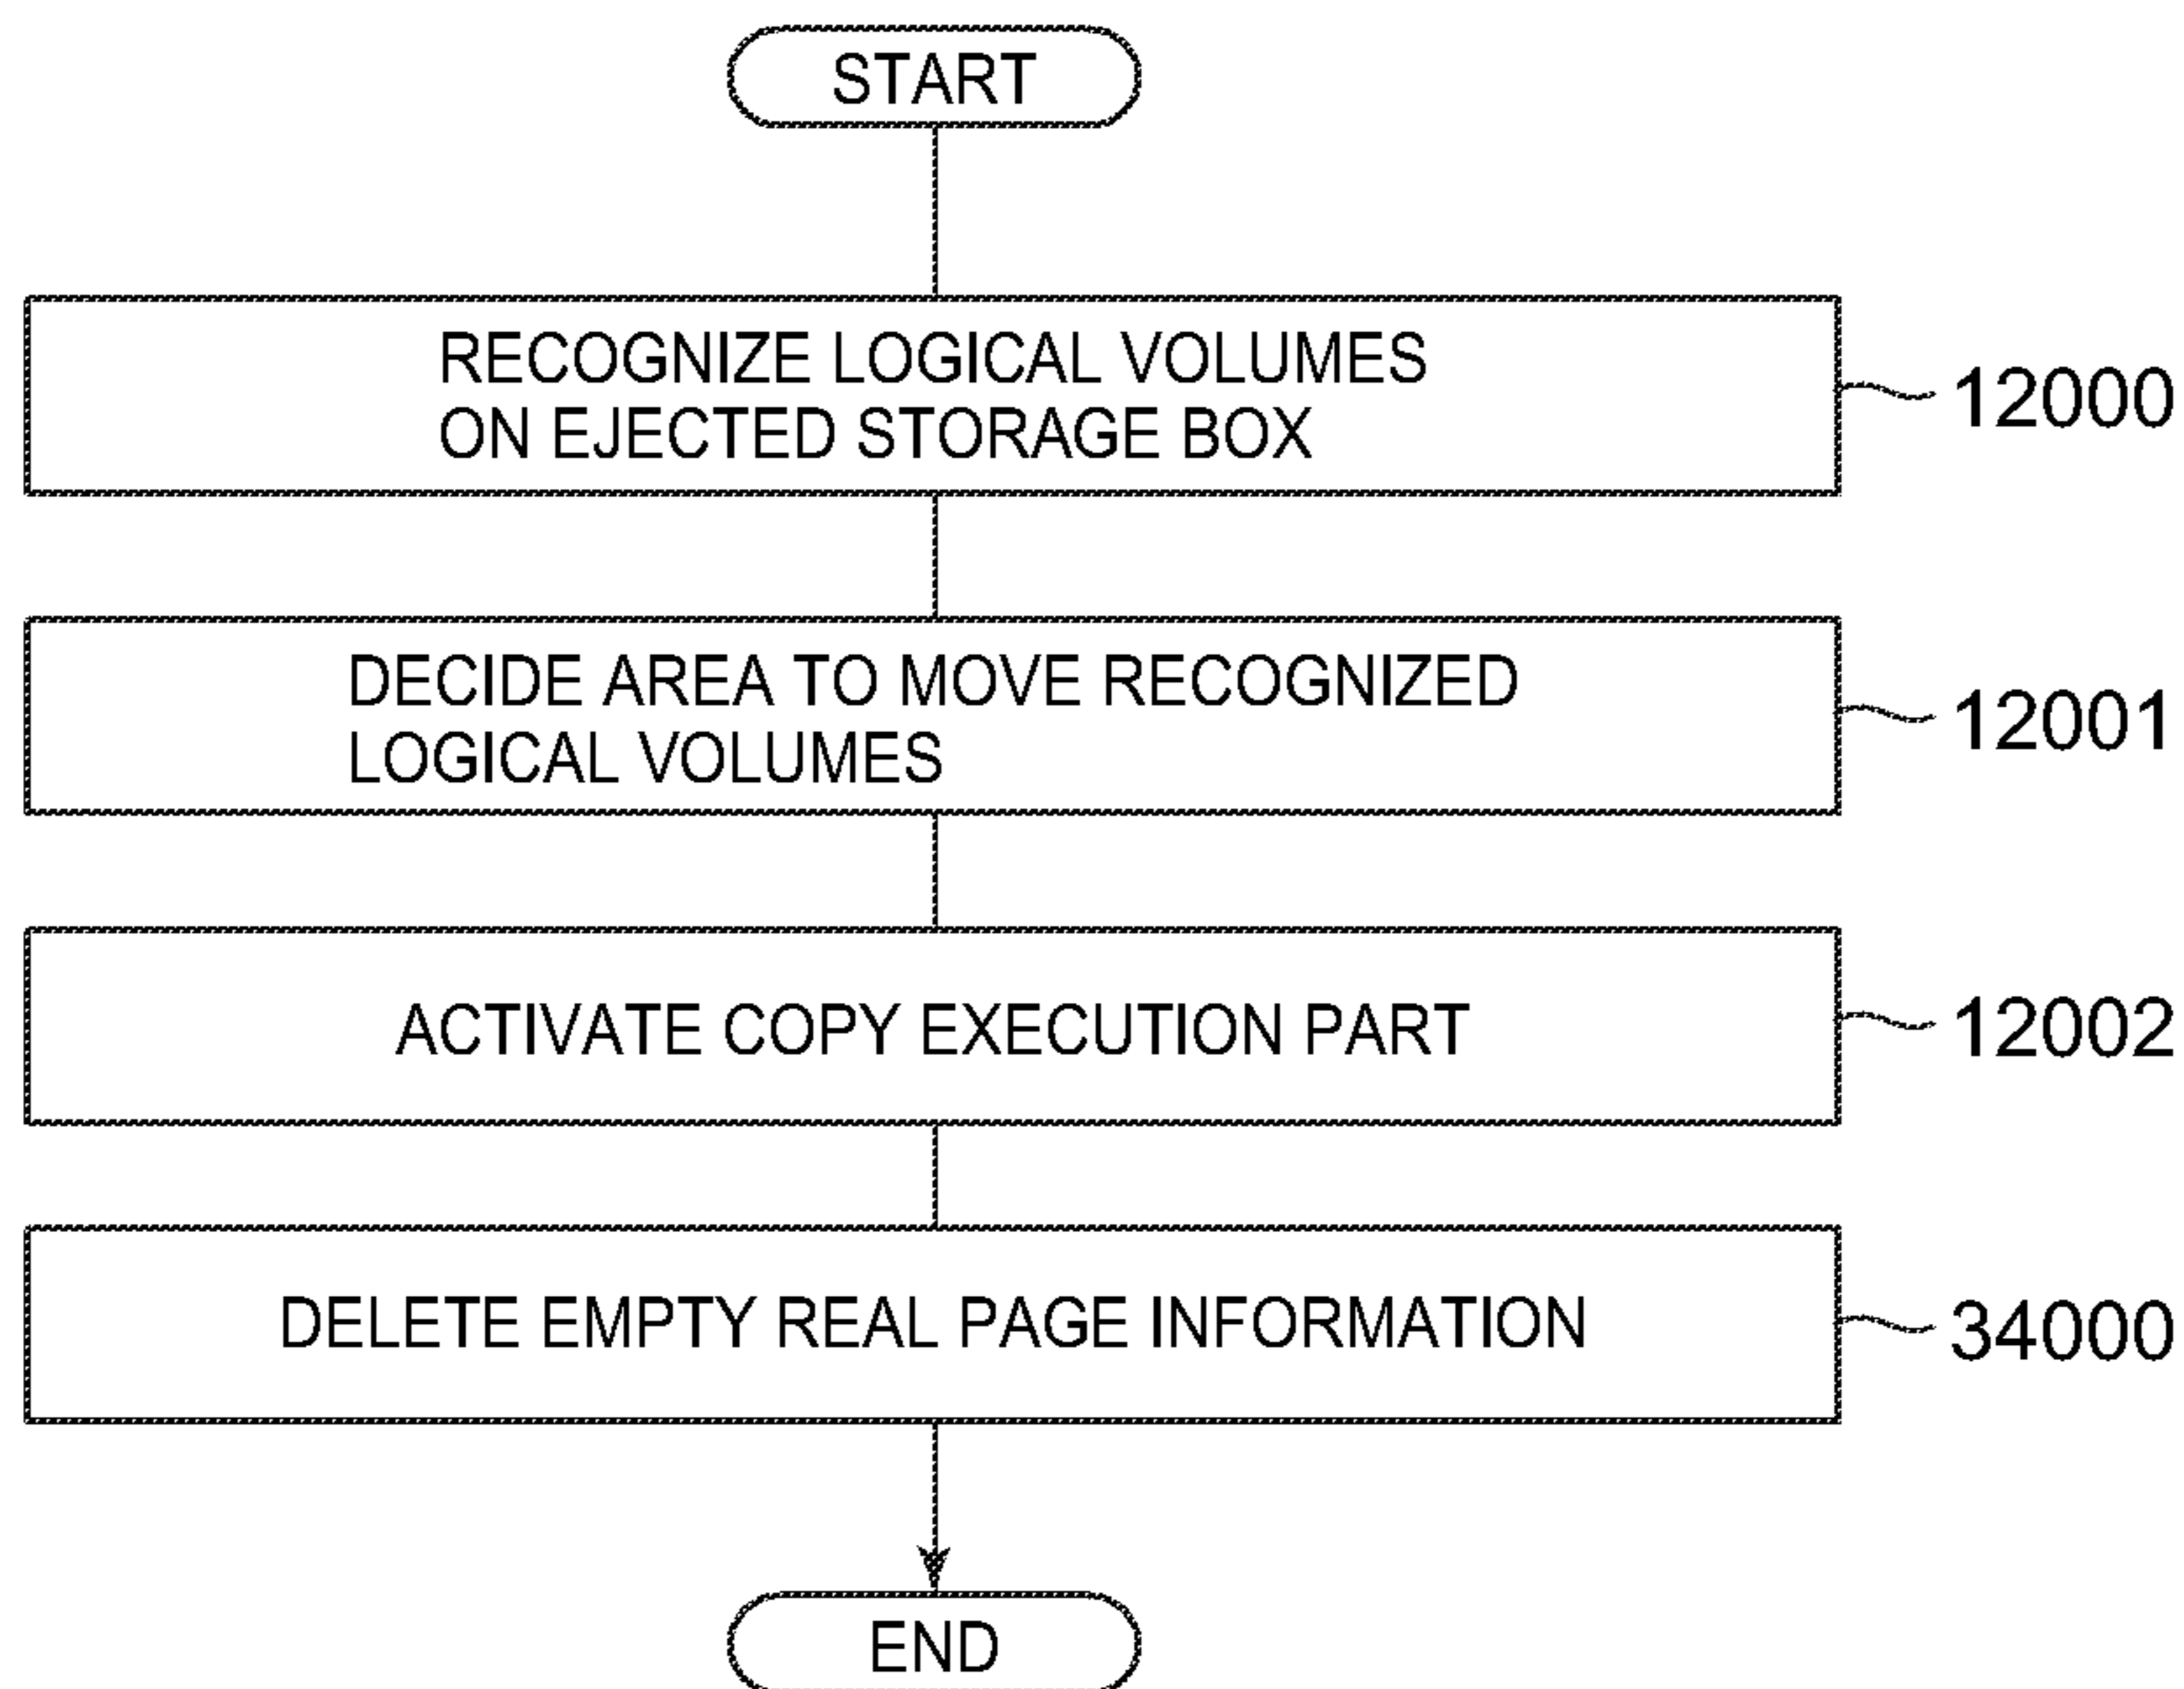 START
RECOGNIZE LOGICAL VOLUMES
ON EJECTED STORAGE BOX
12000
DECIDE AREA TO MOVE RECOGNIZED
LOGICAL VOLUMES
12001
ACTIVATE COPY EXECUTION PART
12002
DELETE EMPTY REAL PAGE INFORMATION
34000
END